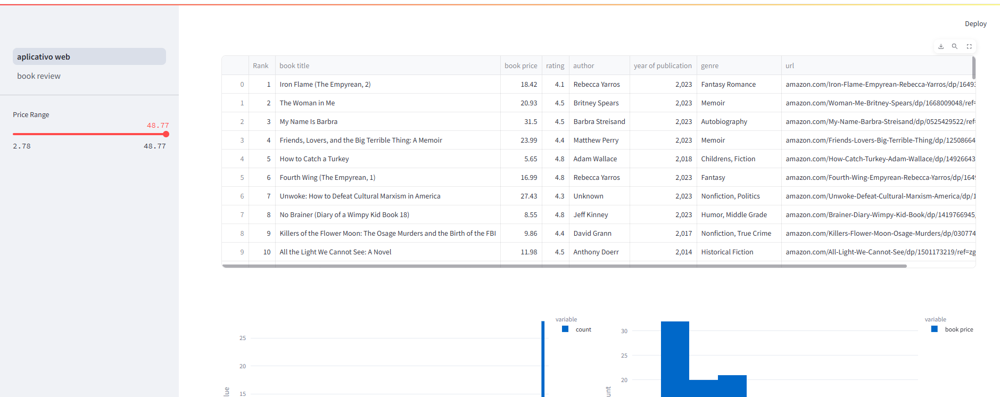 Deploy
aplicativo web
book review
Price Range
48.77
2.78 48.77
Rank book title book price rating author year of publication genre url
0 1 Iron Flame (The Empyrean, 2) 18.42 4.1 Rebecca Yarros 2,023 Fantasy Romance amazon.com/Iron-Flame-Empyrean-Rebecca-Yarros/dp/1649
1 2 The Woman in Me 20.93 4.5 Britney Spears 2,023 Memoir amazon.com/Woman-Me-Britney-Spears/dp/1668009048/ref=
2 3 My Name Is Barbra 31.5 4.5 Barbra Streisand 2,023 Autobiography amazon.com/My-Name-Barbra-Streisand/dp/0525429522/ref=
3 4 Friends, Lovers, and the Big Terrible Thing: A Memoir 23.99 4.4 Matthew Perry 2,023 Memoir amazon.com/Friends-Lovers-Big-Terrible-Thing/dp/12508664
4 5 How to Catch a Turkey 5.65 4.8 Adam Wallace 2,018 Childrens, Fiction amazon.com/How-Catch-Turkey-Adam-Wallace/dp/14926643
5 6 Fourth Wing (The Empyrean, 1) 16.99 4.8 Rebecca Yarros 2,023 Fantasy amazon.com/Fourth-Wing-Empyrean-Rebecca-Yarros/dp/1649
6 7 Unwoke: How to Defeat Cultural Marxism in America 27.43 4.3 Unknown 2,023 Nonfiction, Politics amazon.com/Unwoke-Defeat-Cultural-Marxism-America/dp/1
7 8 No Brainer (Diary of a Wimpy Kid Book 18) 8.55 4.8 Jeff Kinney 2,023 Humor, Middle Grade amazon.com/Brainer-Diary-Wimpy-Kid-Book/dp/1419766945
8 9 Killers of the Flower Moon: The Osage Murders and the Birth of the FBI 9.86 4.4 David Grann 2,017 Nonfiction, True Crime amazon.com/Killers-Flower-Moon-Osage-Murders/dp/030774
9 10 All the Light We Cannot See: A Novel 11.98 4.5 Anthony Doerr 2,014 Historical Fiction amazon.com/All-Light-We-Cannot-See/dp/1501173219/ref=zg
variable
count
25
20
15
lue
variable
book price
30
25
20
unt